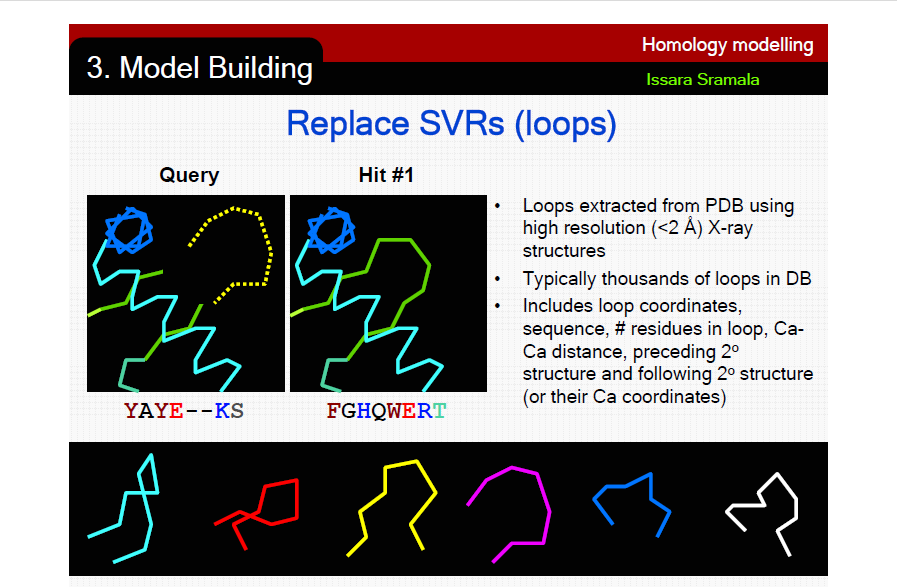 Homology modelling
3. Model Building
Issara Sramala
Replace SVRs (loops)
Query
Hit #1
YAYE--KS
FGHQWERT
• Loops extracted from PDB using
high resolution (<2 Å) X-ray
structures
• Typically thousands of loops in DB
• Includes loop coordinates,
sequence, # residues in loop, Ca-
Ca distance, preceding 2º
structure and following 2º structure
(or their Ca coordinates)